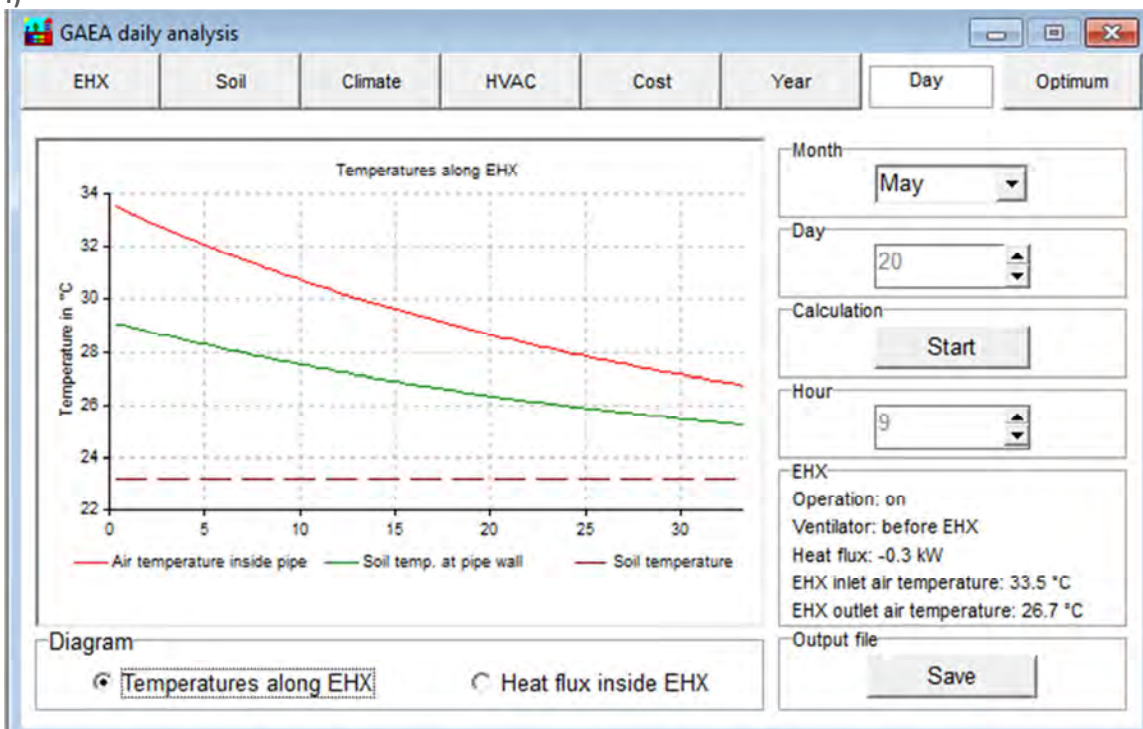 GAEA daily analysis
EHX Soil Climate HVAC Cost Year Day Optimum
Temperatures along EHX
Temperature in °C
34
32
30
28
26
24
22
0 5 10 15 20 25 30
Air temperature inside pipe Soil temp. at pipe wall Soil temperature
Month
May
Day
20
Calculation
Start
Hour
9
EHX
Operation: on
Ventilator: before EHX
Heat flux: -0.3 kW
EHX inlet air temperature: 33.5 °C
EHX outlet air temperature: 26.7 °C
Diagram
Temperatures along EHX Heat flux inside EHX
Output file
Save